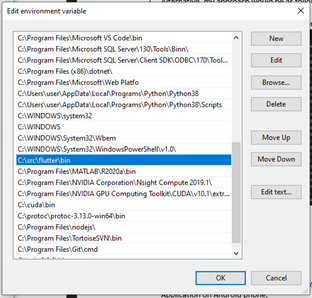 Edit environment variable
C:\Program Files\Microsoft VS Code\bin
C:\Program Files\Microsoft SQL Server\130\Tools\Binn\
C:\Program Files\Microsoft SQL Server\Client SDK\ODBC\170\Tool...
C:\Program Files (x86)\dotnet\
C:\Program Files\Microsoft\Web Platfo
C:\Users\user\AppData\Local\Programs\Python\Python38
C:\Users\user\AppData\Local\Programs\Python\Python38\Scripts
C:\WINDOWS\system32
C:\WINDOWS
C:\WINDOWS\System32\Wbem
C:\WINDOWS\System32\WindowsPowerShell\v1.0\
C:\src\flutter\bin
C:\Program Files\MATLAB\R2020a\bin
C:\Program Files\NVIDIA Corporation\Nsight Compute 2019.1\
C:\Program Files\NVIDIA GPU Computing Toolkit\CUDA\v10.1\extr...
C:\cuda\bin
C:\protoc\protoc-3.13.0-win64\bin
C:\Program Files\nodejs\
C:\Program Files\TortoiseSVN\bin
C:\Program Files\Git\cmd
New
Edit
Browse...
Delete
Move Up
Move Down
Edit text...
OK
Cancel
Application on Android phone.